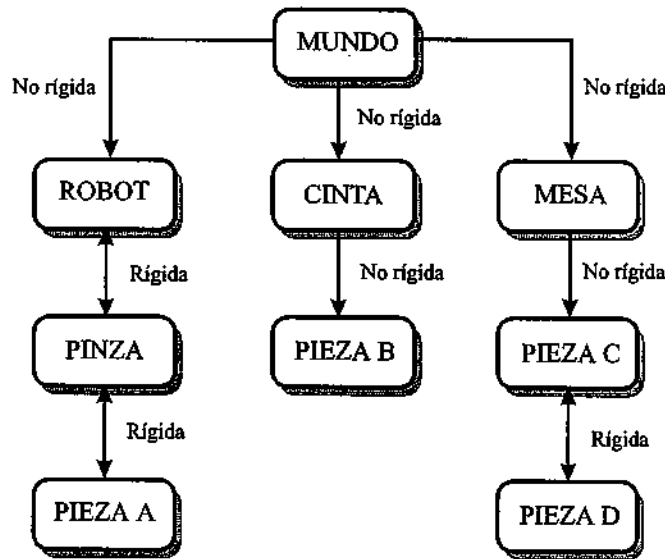 MUNDO
No rígida
No rígida
No rígida
ROBOT
CINTA
MESA
Rígida
No rígida
No rígida
PINZA
PIEZA B
PIEZA C
Rígida
Rígida
PIEZA A
PIEZA D